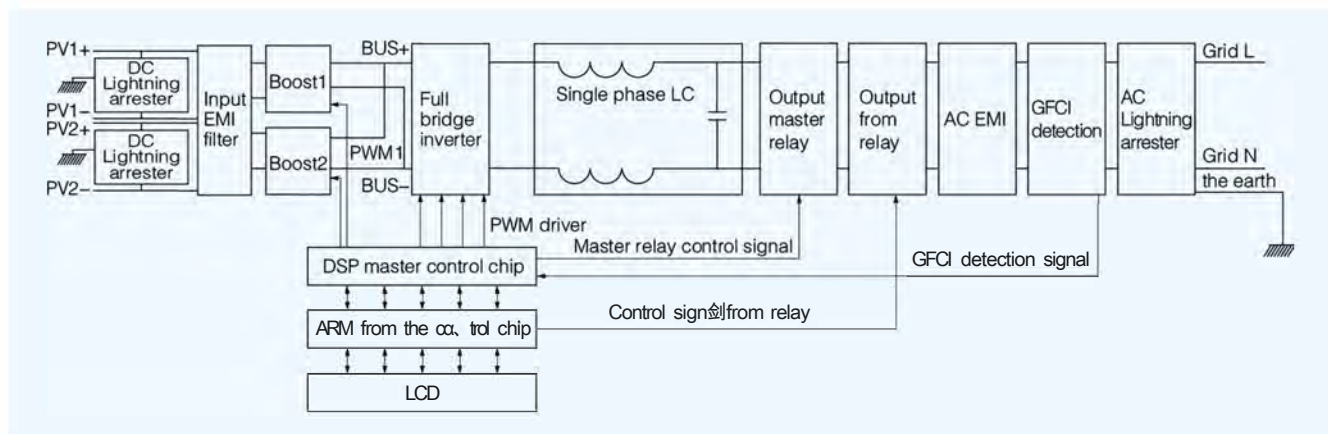 PV1+
DC
Lightning
arrester
PV1−
PV2+
DC
Lightning
arrester
PV2−
Input
EMI
filter
Boost1
Boost2
BUS+
PWM1
BUS−
Full
bridge
inverter
Single phase LC
Output
master
relay
Output
from
relay
AC EMI
GFCI
detection
AC
Lightning
arrester
Grid L
Grid N
the earth
PWM driver
Master relay control signal
GFCI detection signal
DSP master control chip
Control sign剑from relay
ARM from the cα、trol chip
LCD